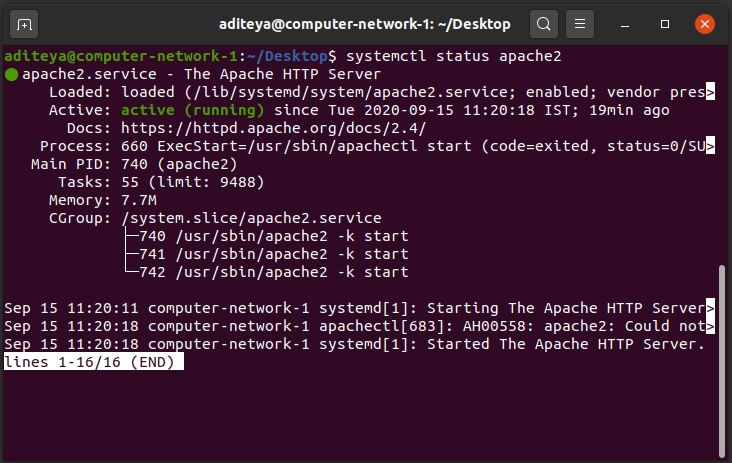 aditeya@computer-network-1: ~/Desktop
aditeya@computer-network-1:~/Desktop$ systemctl status apache2
● apache2.service - The Apache HTTP Server
     Loaded: loaded (/lib/systemd/system/apache2.service; enabled; vendor pres>
     Active: active (running) since Tue 2020-09-15 11:20:18 IST; 19min ago
       Docs: https://httpd.apache.org/docs/2.4/
    Process: 660 ExecStart=/usr/sbin/apachectl start (code=exited, status=0/SU>
   Main PID: 740 (apache2)
      Tasks: 55 (limit: 9488)
     Memory: 7.7M
     CGroup: /system.slice/apache2.service
             ├─740 /usr/sbin/apache2 -k start
             ├─741 /usr/sbin/apache2 -k start
             └─742 /usr/sbin/apache2 -k start
Sep 15 11:20:11 computer-network-1 systemd[1]: Starting The Apache HTTP Server>
Sep 15 11:20:18 computer-network-1 apachectl[683]: AH00558: apache2: Could not>
Sep 15 11:20:18 computer-network-1 systemd[1]: Started The Apache HTTP Server.
lines 1-16/16 (END)